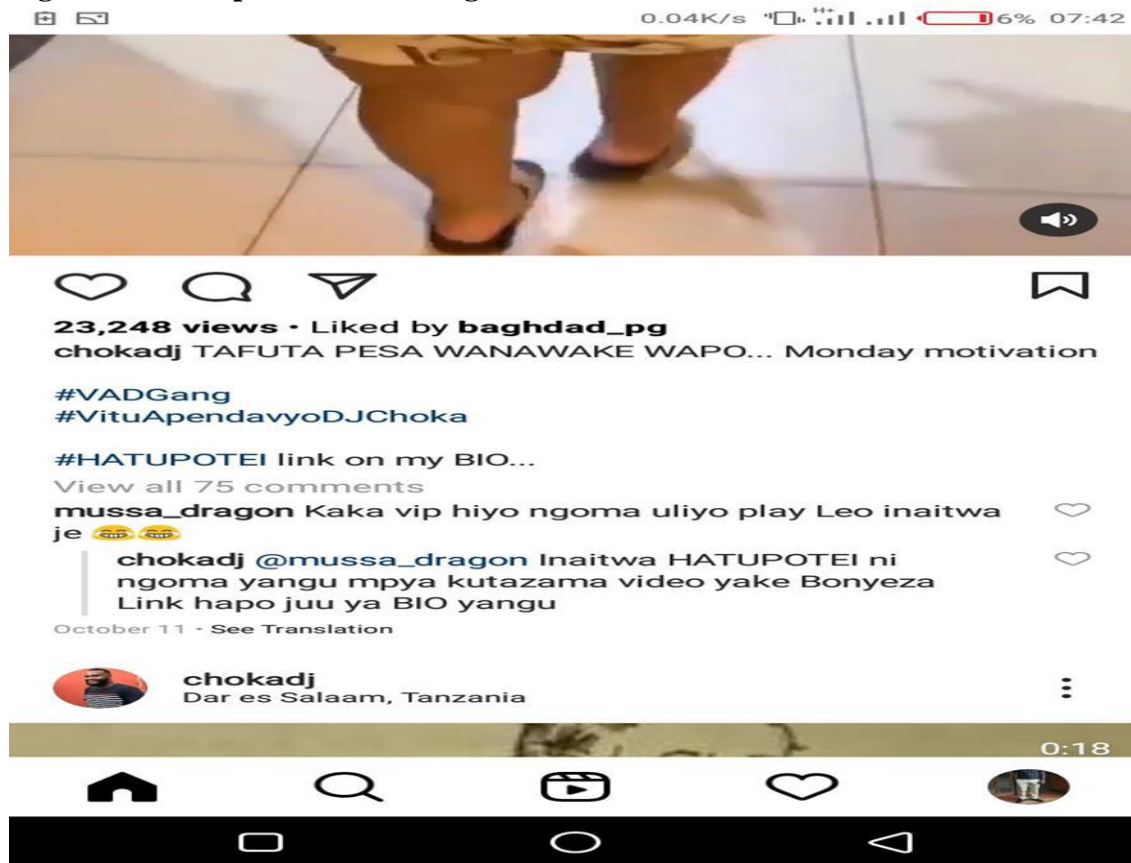 0.04K/s H+ 6% 07:42
23,248 views • Liked by baghdad_pg
chokadj TAFUTA PESA WANAWAKE WAPO... Monday motivation
#VADGang
#VituApendavyoDJChoka
#HATUPOTEI link on my BIO...
View all 75 comments
mussa_dragon Kaka vip hiyo ngoma uliyo play Leo inaitwa
je 😂😂
chokadj @mussa_dragon Inaitwa HATUPOTEI ni
ngoma yangu mpya kutazama video yake Bonyeza
Link hapo juu ya BIO yangu
October 11 • See Translation
chokadj
Dar es Salaam, Tanzania
0:18